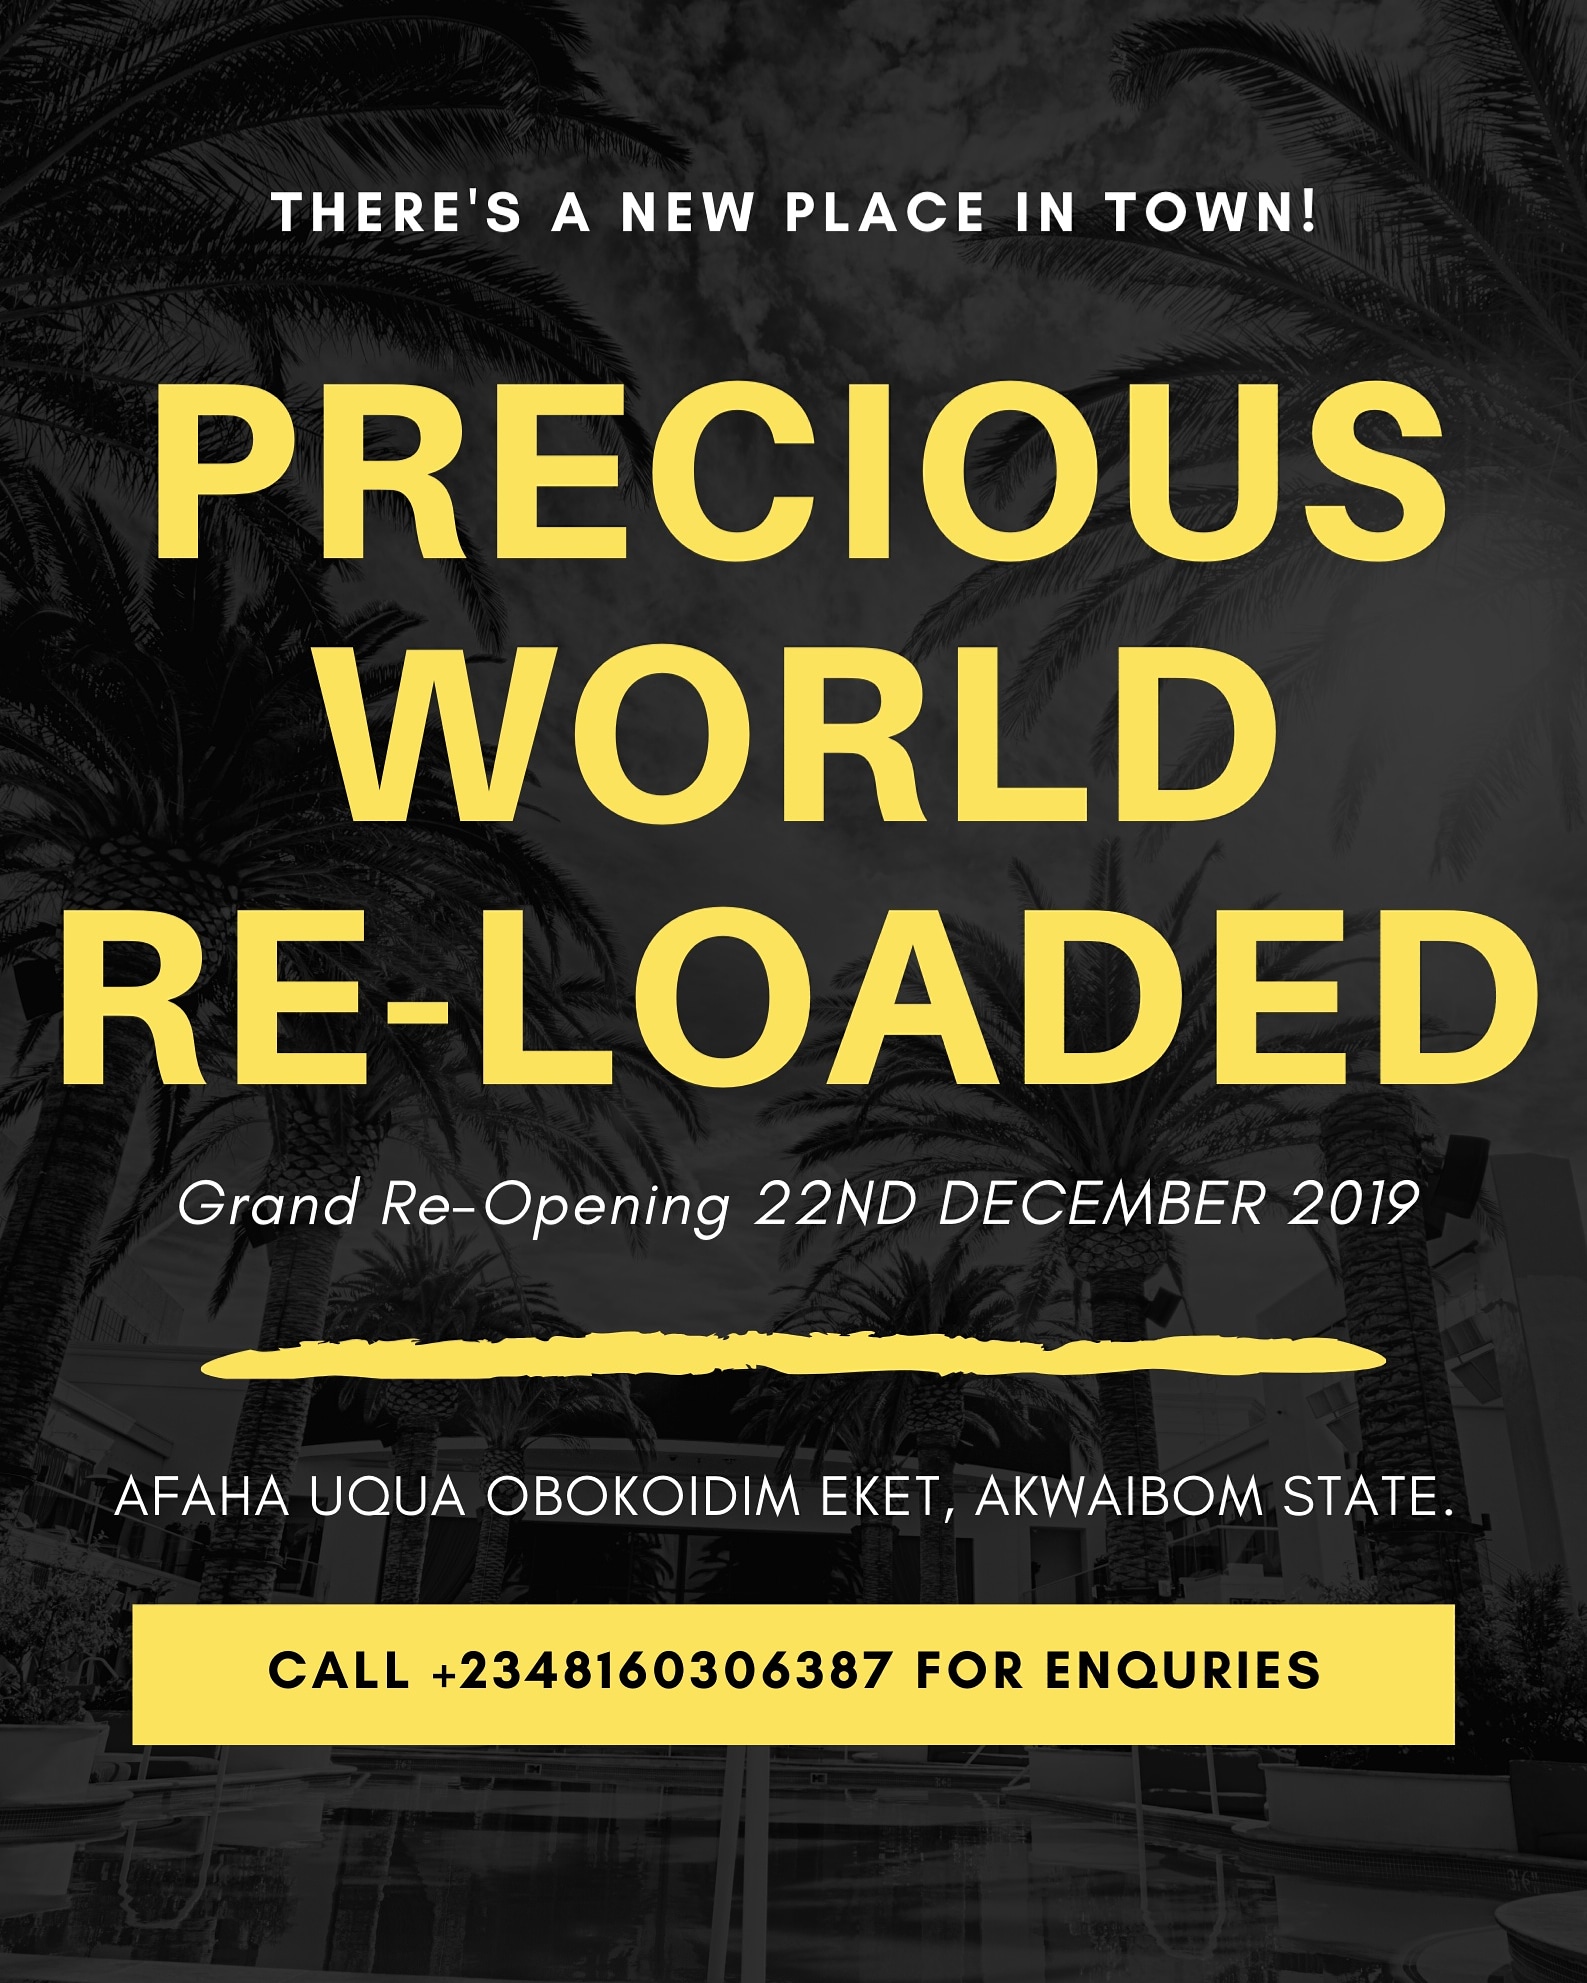 THERE'S A NEW PLACE IN TOWN!
PRECIOUS
WORLD
RE-LOADED
Grand Re-Opening 22ND DECEMBER 2019
AFAHA UQUA OBOKOIDIM EKET, AKWAIBOM STATE.
CALL +2348160306387 FOR ENQURIES